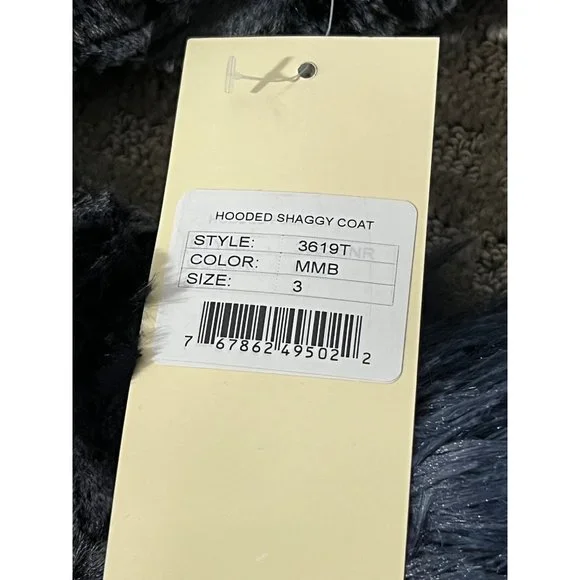 HOODED SHAGGY COAT
STYLE: 3619T
COLOR: MMB
SIZE: 3
7 67862 49502 2